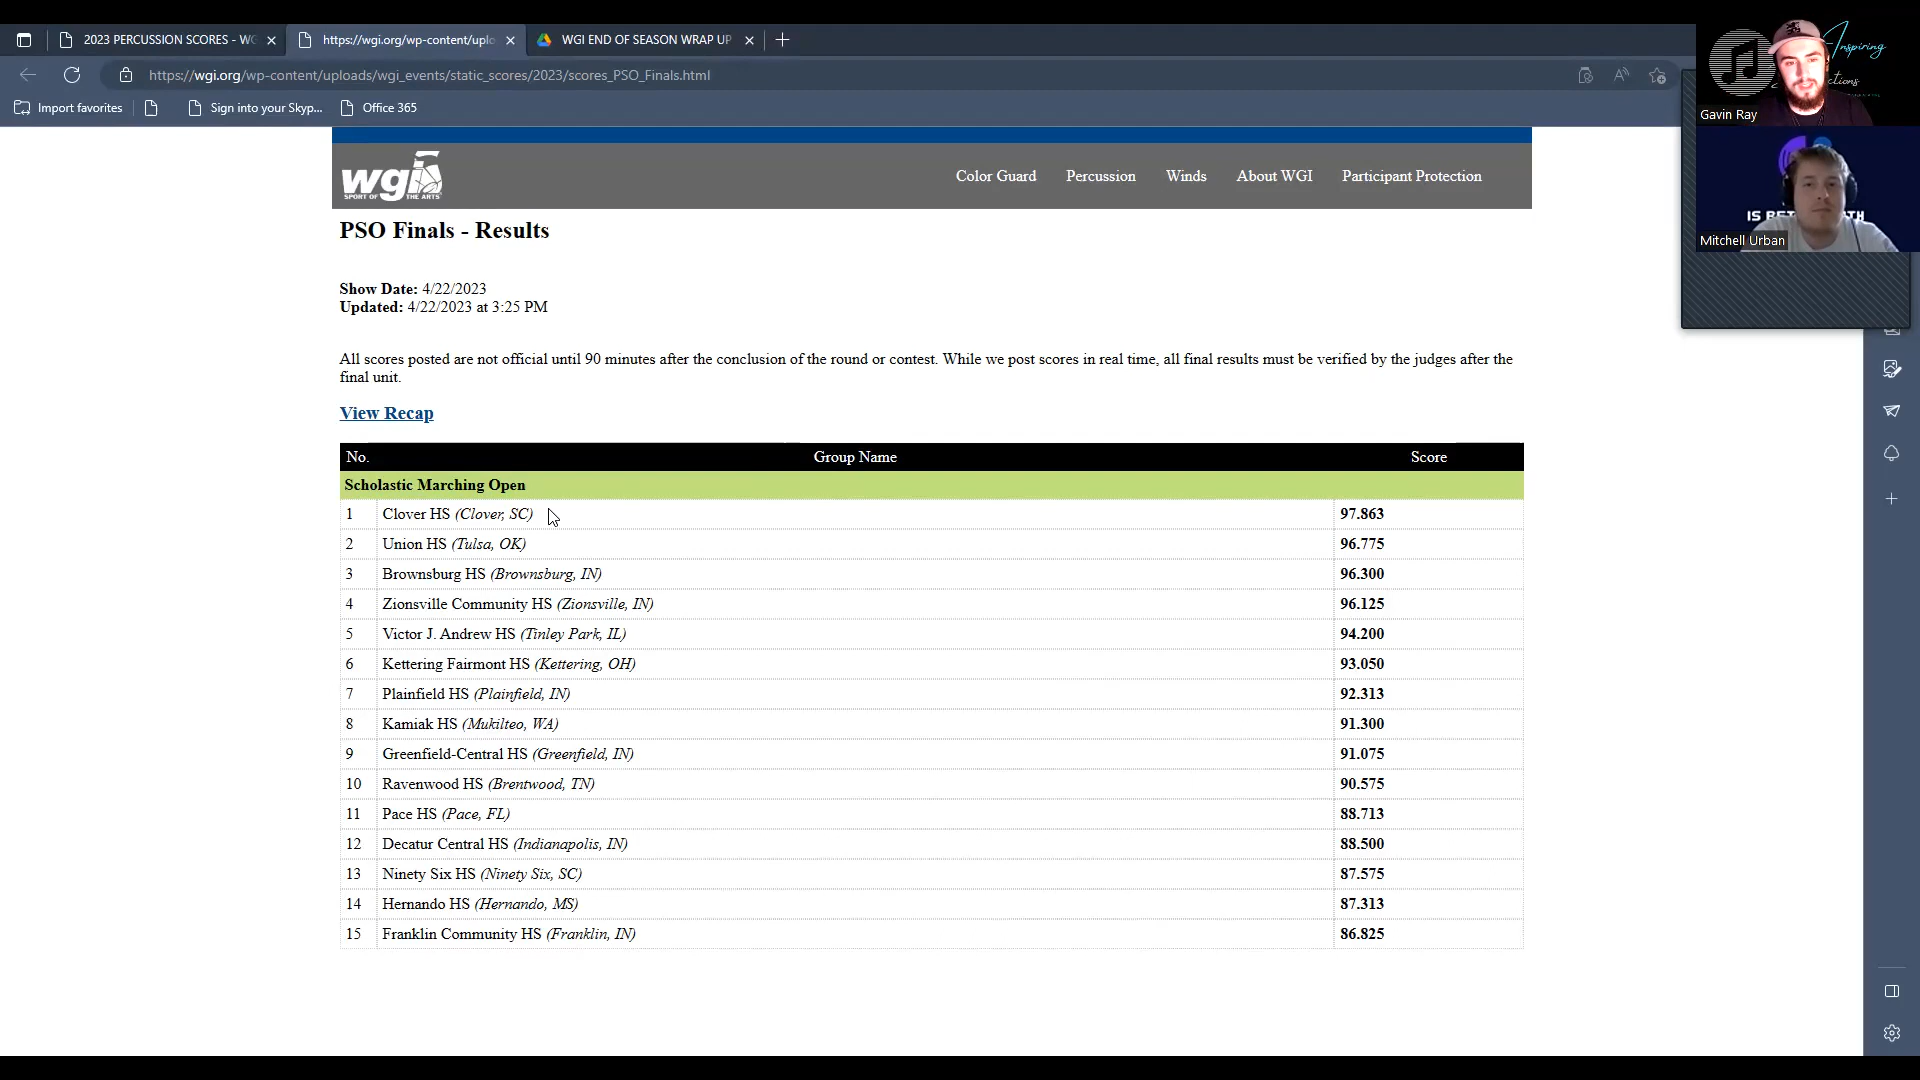 2023 PERCUSSION SCORES - WG
https://wgi.org/wp-content/uplo
WGI END OF SEASON WRAP UP
https://wgi.org/wp-content/uploads/wgi_events/static_scores/2023/scores_PSO_Finals.html
Import favorites
Sign into your Skyp...
Office 365
Inspiring
Gavin Ray
Mitchell Urban
wgi
SPORT OF THE ARTS
Color Guard Percussion Winds About WGI Participant Protection
PSO Finals - Results
Show Date: 4/22/2023
Updated: 4/22/2023 at 3:25 PM
All scores posted are not official until 90 minutes after the conclusion of the round or contest. While we post scores in real time, all final results must be verified by the judges after the
final unit.
View Recap
No. Group Name Score
Scholastic Marching Open
1 Clover HS (Clover, SC) 97.863
2 Union HS (Tulsa, OK) 96.775
3 Brownsburg HS (Brownsburg, IN) 96.300
4 Zionsville Community HS (Zionsville, IN) 96.125
5 Victor J. Andrew HS (Tinley Park, IL) 94.200
6 Kettering Fairmont HS (Kettering, OH) 93.050
7 Plainfield HS (Plainfield, IN) 92.313
8 Kamiak HS (Mukilteo, WA) 91.300
9 Greenfield-Central HS (Greenfield, IN) 91.075
10 Ravenwood HS (Brentwood, TN) 90.575
11 Pace HS (Pace, FL) 88.713
12 Decatur Central HS (Indianapolis, IN) 88.500
13 Ninety Six HS (Ninety Six, SC) 87.575
14 Hernando HS (Hernando, MS) 87.313
15 Franklin Community HS (Franklin, IN) 86.825